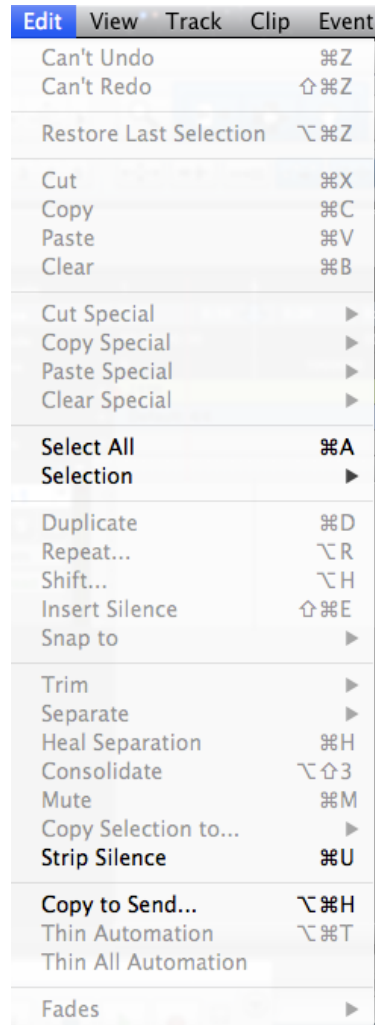 Edit View Track Clip Event
Can't Undo ⌘Z
Can't Redo ⇧⌘Z
Restore Last Selection ⌥⌘Z
Cut ⌘X
Copy ⌘C
Paste ⌘V
Clear ⌘B
Cut Special ▶
Copy Special ▶
Paste Special ▶
Clear Special ▶
Select All ⌘A
Selection ▶
Duplicate ⌘D
Repeat... ⌥R
Shift... ⌥H
Insert Silence ⇧⌘E
Snap to ▶
Trim ▶
Separate ▶
Heal Separation ⌘H
Consolidate ⌥⇧3
Mute ⌘M
Copy Selection to... ▶
Strip Silence ⌘U
Copy to Send... ⌥⌘H
Thin Automation ⌥⌘T
Thin All Automation
Fades ▶